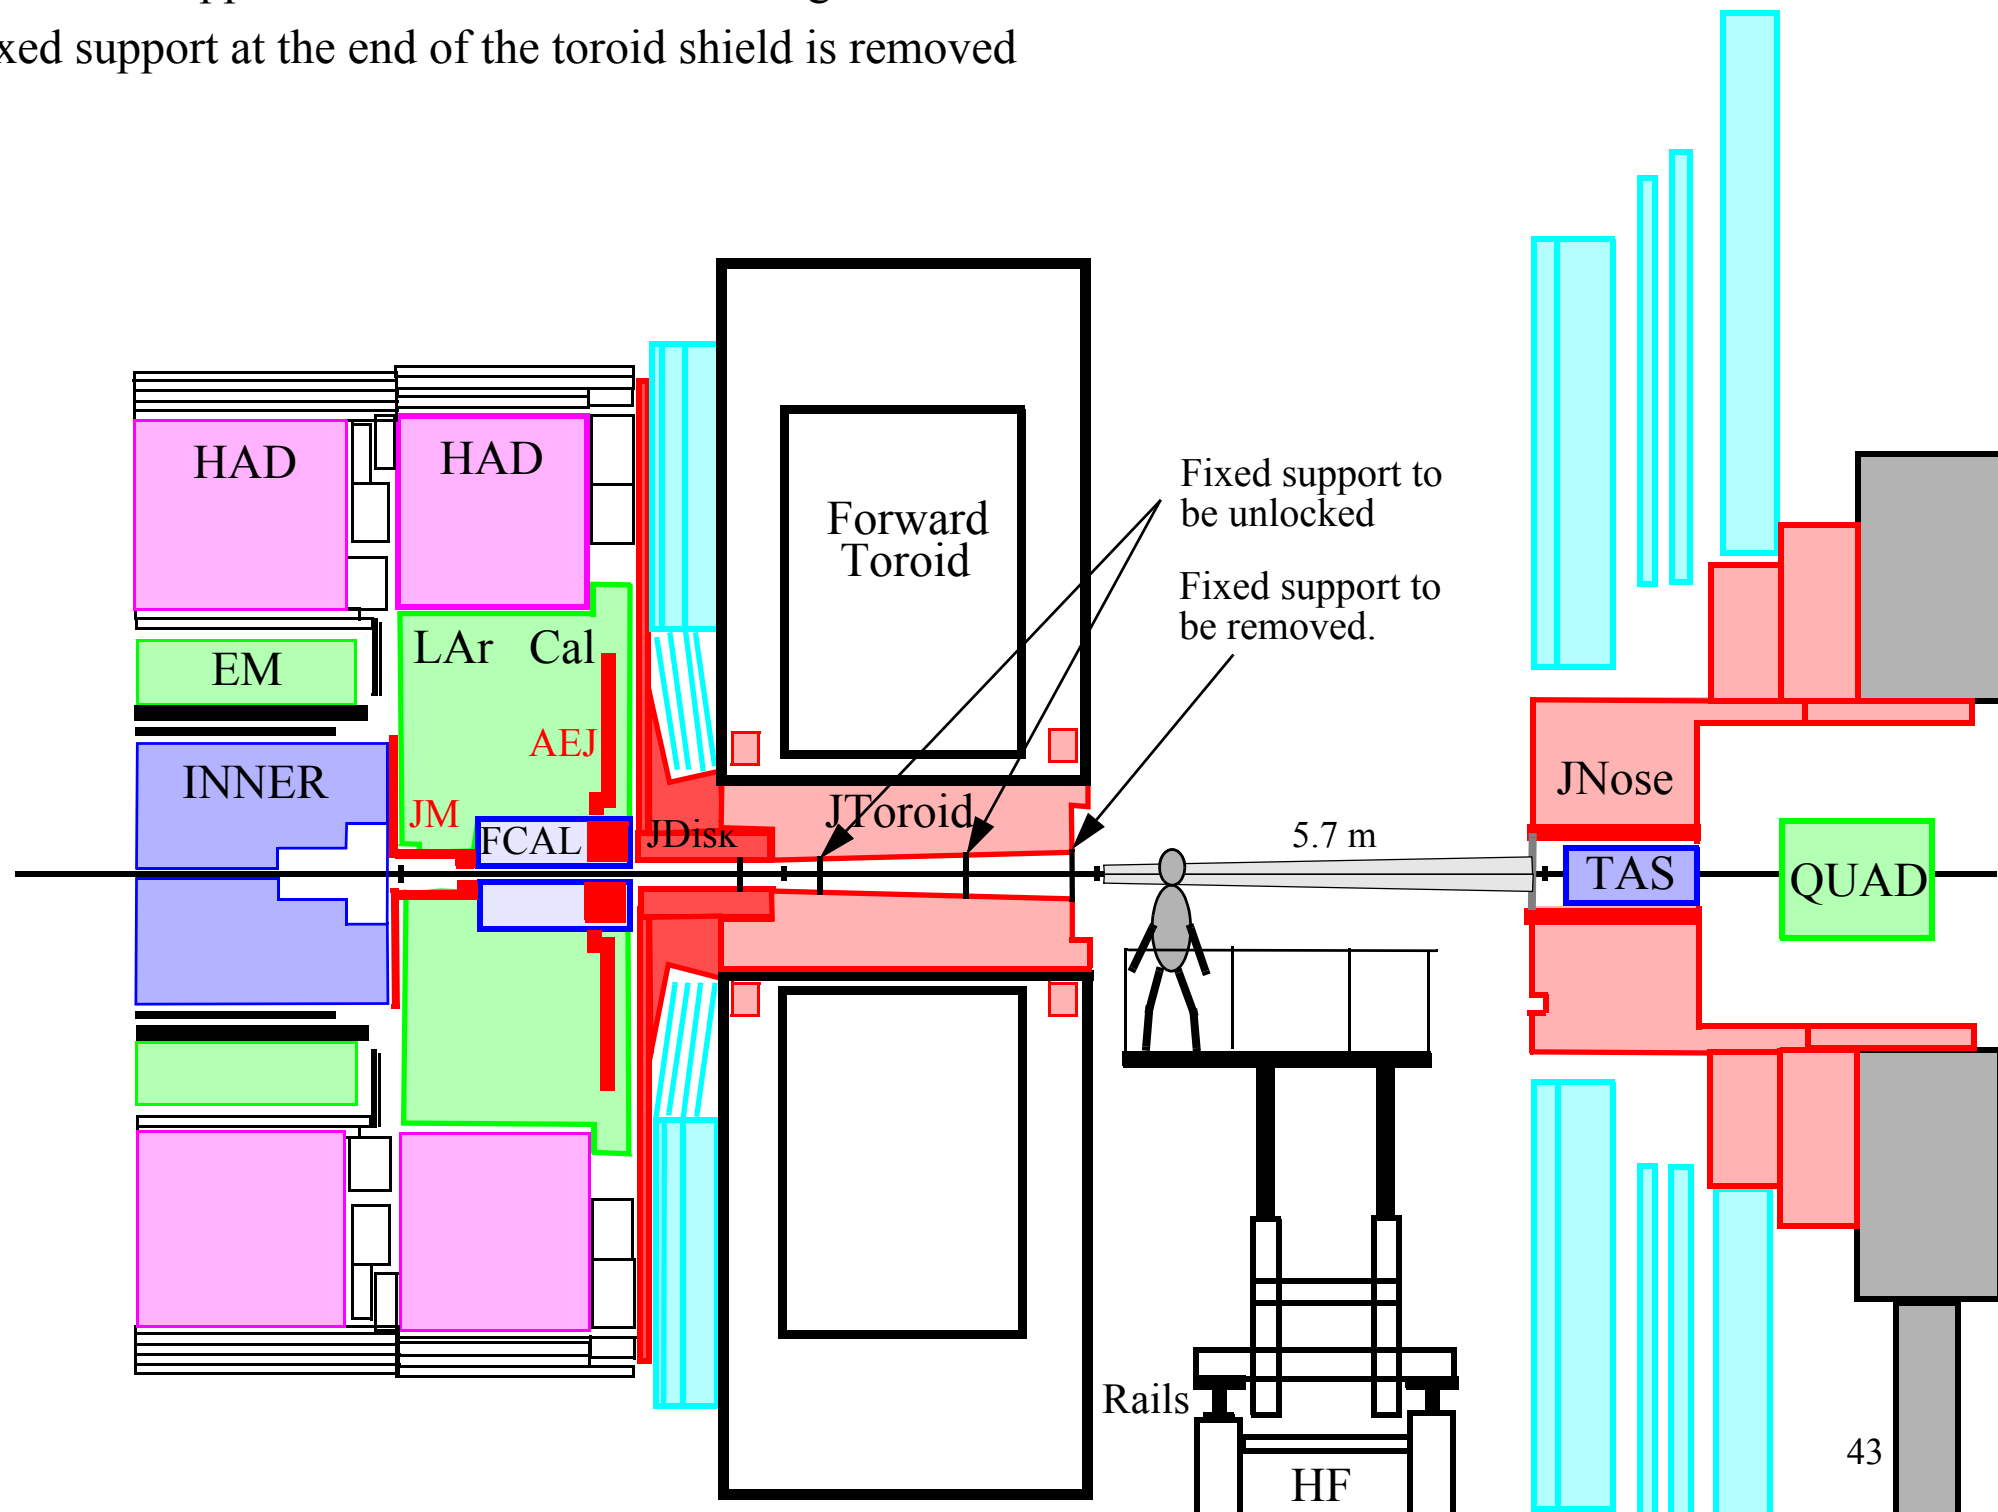 xed support at the end of the toroid shield is removed
HAD
HAD
Fixed support to
be unlocked
Forward
Toroid
Fixed support to
be removed.
LAr Cal
EM
AEJ
INNER
JM
JToroid
JNose
FCAL
JDisk
5.7 m
TAS
QUAD
Rails
43
HF